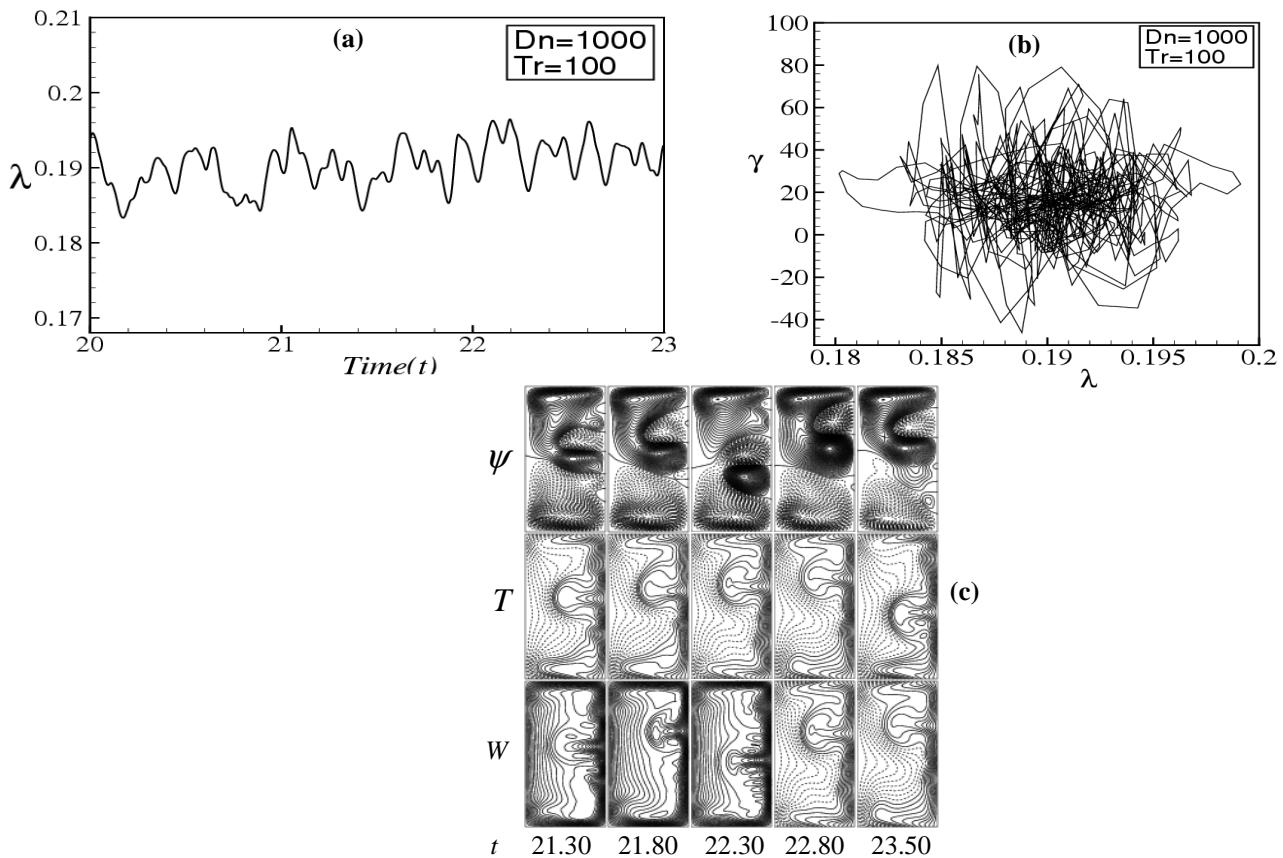 (a)
Dn=1000
Tr=100
0.21
0.2
0.19
0.18
0.17
λ
20 21 22 23
Time(t)
(b)
Dn=1000
Tr=100
100
80
60
40
20
0
-20
-40
γ
0.18 0.185 0.19 0.195 0.2
λ
ψ
T
(c)
W
t 21.30 21.80 22.30 22.80 23.50